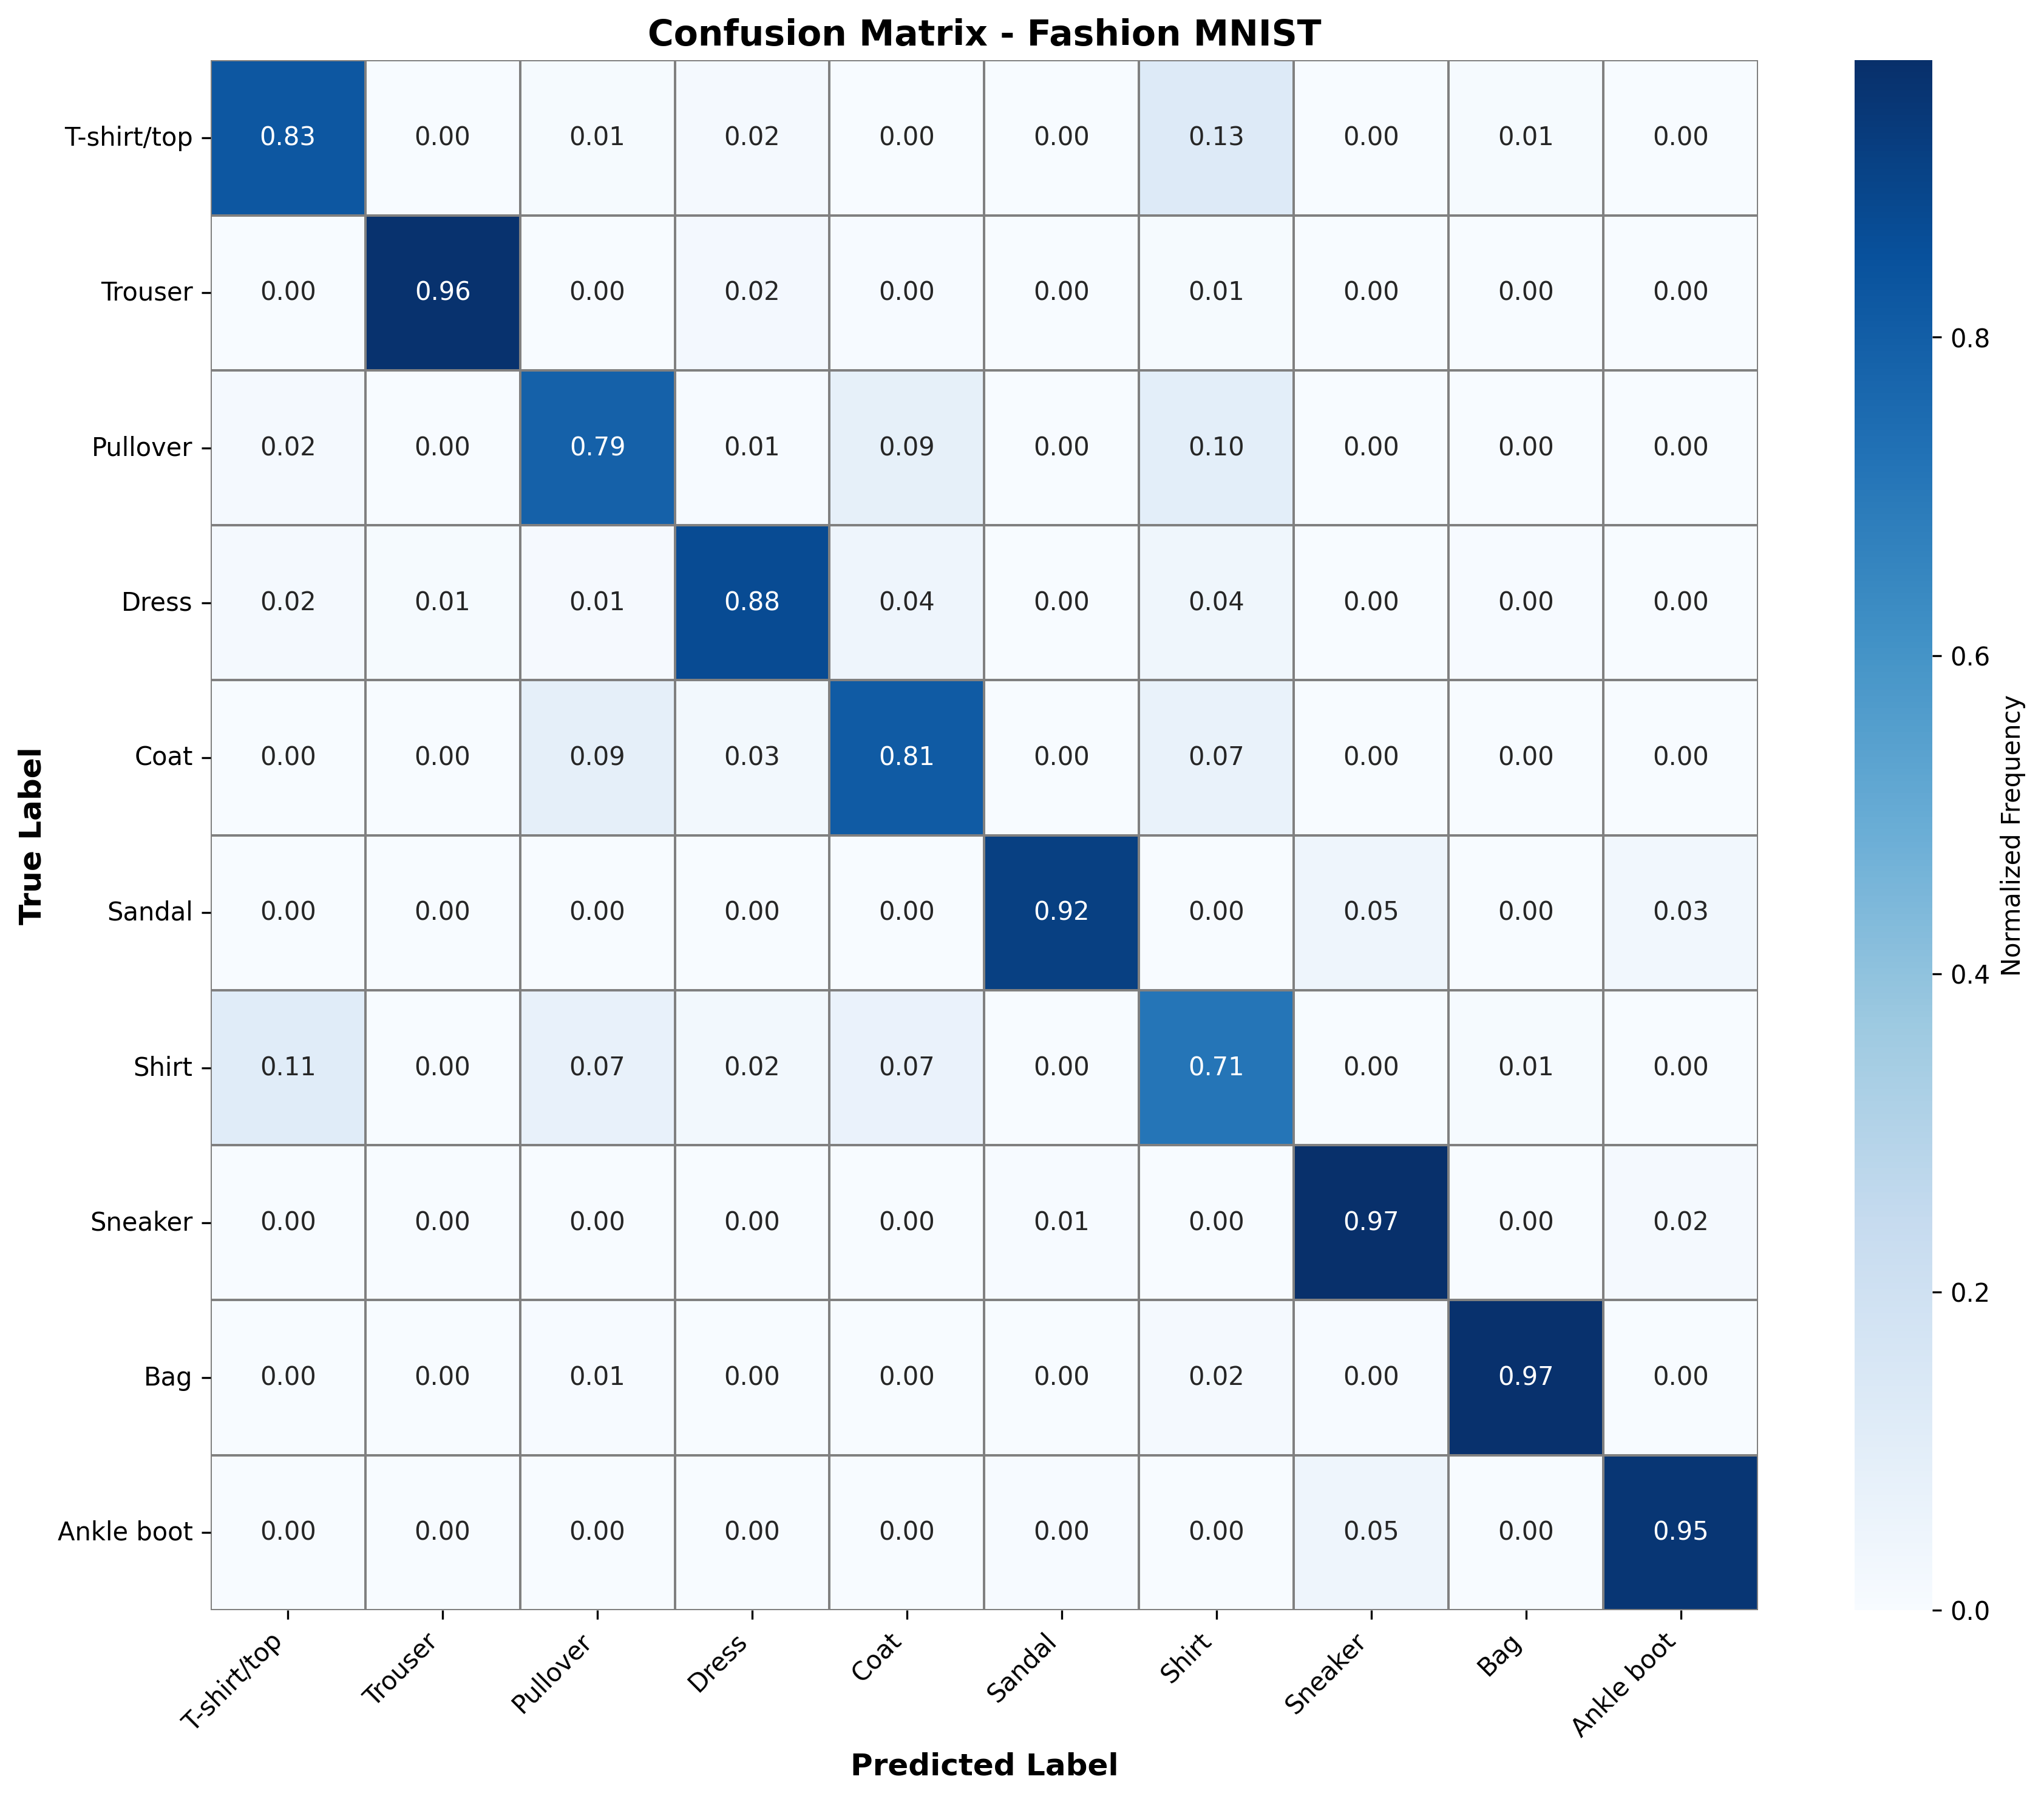 Confusion Matrix - Fashion MNIST
True Label
T-shirt/top 0.83 0.00 0.01 0.02 0.00 0.00 0.13 0.00 0.01 0.00
Trouser 0.00 0.96 0.00 0.02 0.00 0.00 0.01 0.00 0.00 0.00
Pullover 0.02 0.00 0.79 0.01 0.09 0.00 0.10 0.00 0.00 0.00
Dress 0.02 0.01 0.01 0.88 0.04 0.00 0.04 0.00 0.00 0.00
Coat 0.00 0.00 0.09 0.03 0.81 0.00 0.07 0.00 0.00 0.00
Sandal 0.00 0.00 0.00 0.00 0.00 0.92 0.00 0.05 0.00 0.03
Shirt 0.11 0.00 0.07 0.02 0.07 0.00 0.71 0.00 0.01 0.00
Sneaker 0.00 0.00 0.00 0.00 0.00 0.01 0.00 0.97 0.00 0.02
Bag 0.00 0.00 0.01 0.00 0.00 0.00 0.02 0.00 0.97 0.00
Ankle boot 0.00 0.00 0.00 0.00 0.00 0.00 0.00 0.05 0.00 0.95
T-shirt/top Trouser Pullover Dress Coat Sandal Shirt Sneaker Bag Ankle boot
Predicted Label
0.8
0.6
0.4
0.2
0.0
Normalized Frequency